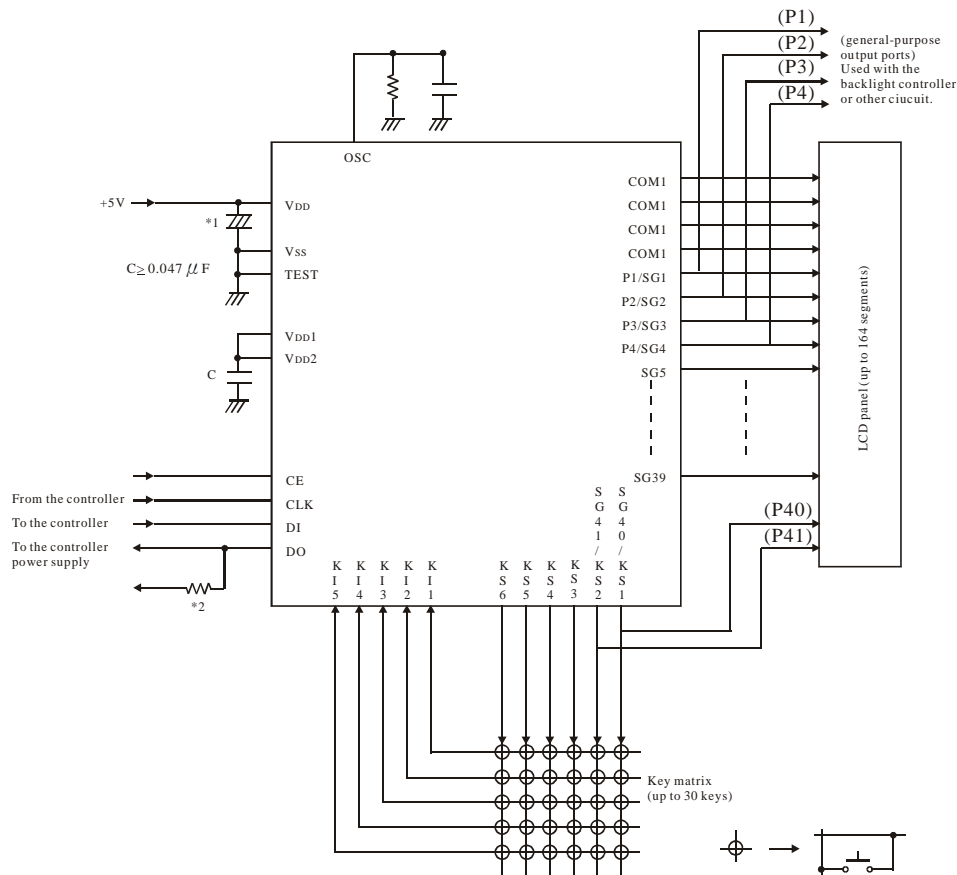 (P1)
(P2)
(P3)
(P4)
(general-purpose
output ports)
Used with the
backlight controller
or other ciucuit.
OSC
+5V
*1
VDD
VSS
TEST
C≥0.047 μF
VDD1
VDD2
C
COM1
COM1
COM1
COM1
P1/SG1
P2/SG2
P3/SG3
P4/SG4
SG5
SG39
LCD panel (up to 164 segments)
(P40)
(P41)
CE
CLK
DI
DO
From the controller
To the controller
To the controller
power supply
*2
KI5
KI4
KI3
KI2
KI1
KS6
KS5
KS4
KS3
SG41/KS2
SG40/KS1
Key matrix
(up to 30 keys)